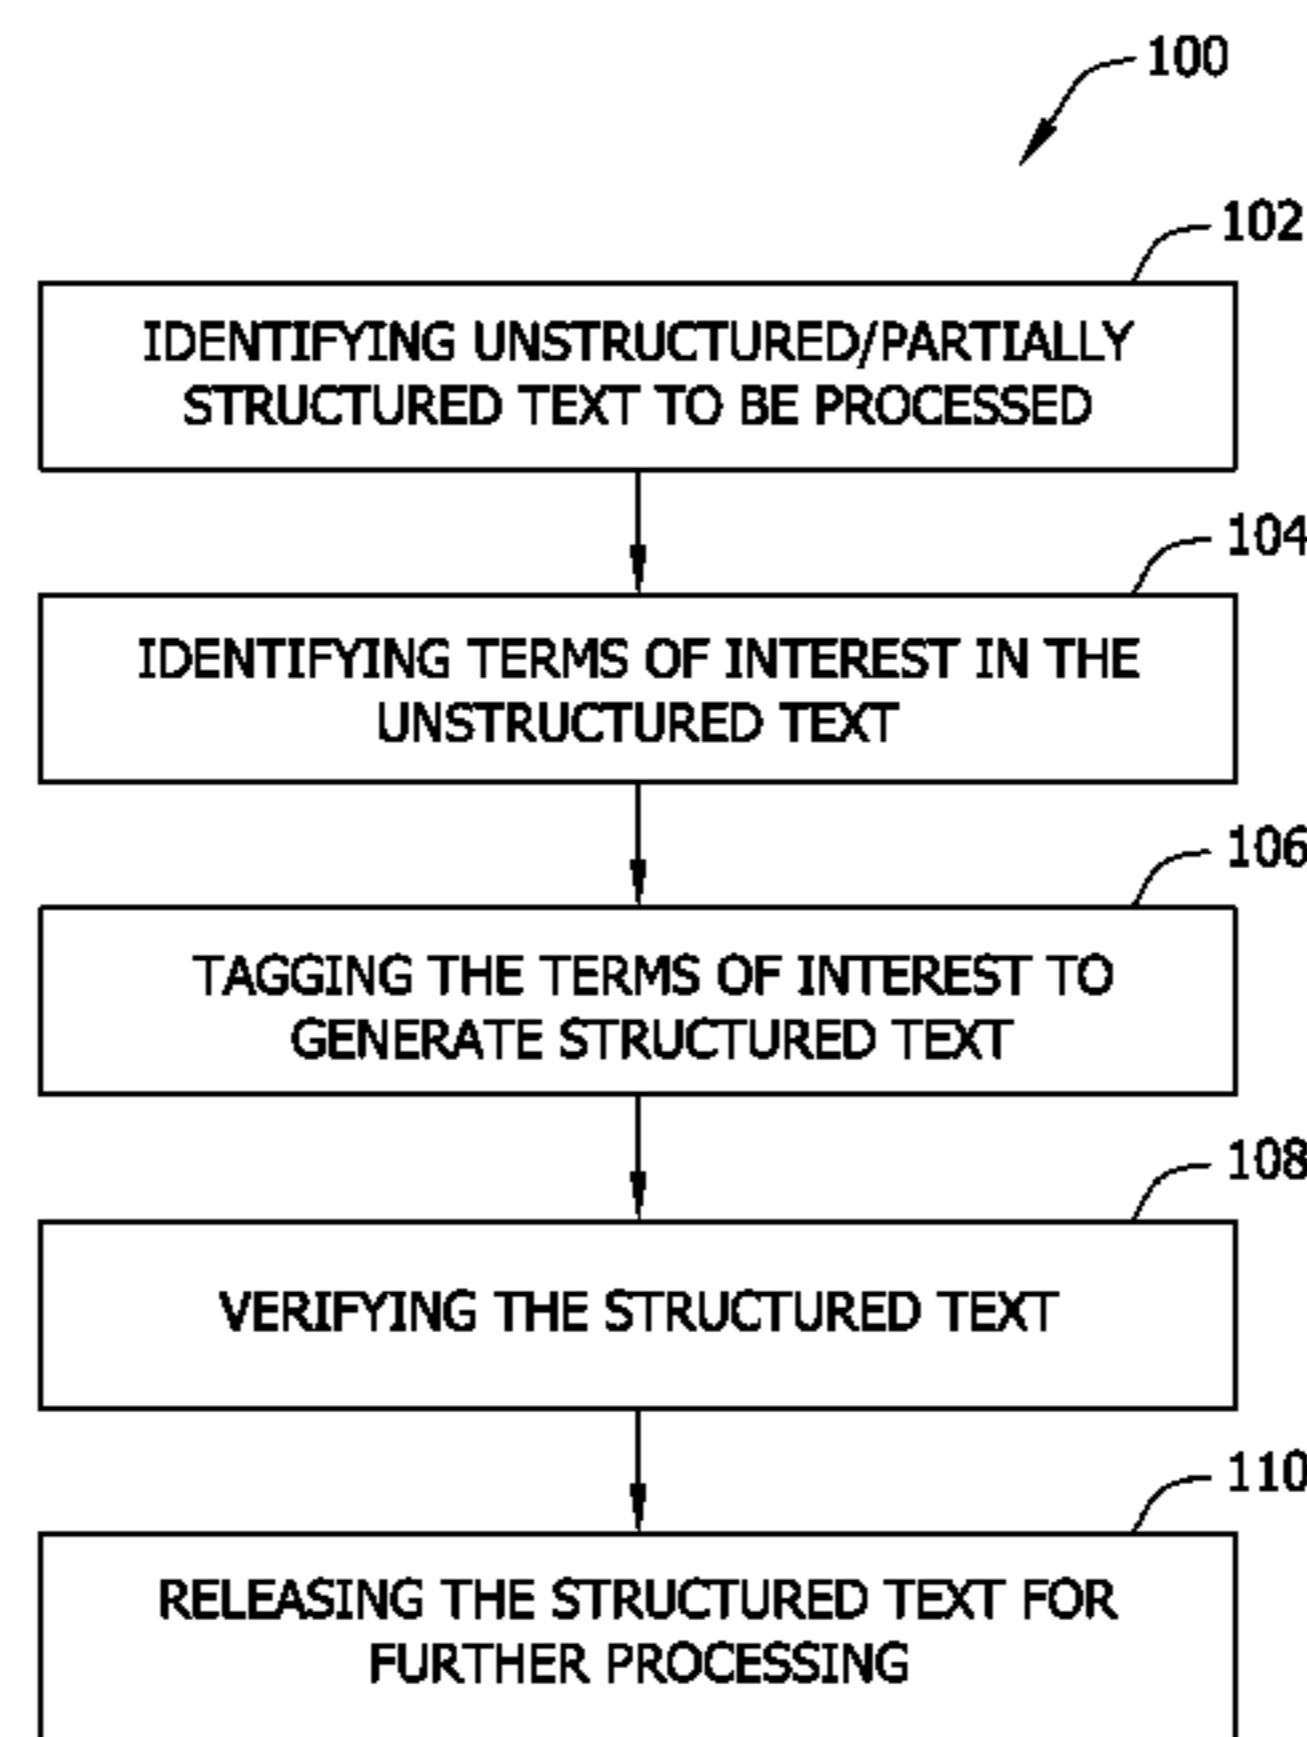 100
102
IDENTIFYING UNSTRUCTURED/PARTIALLY
STRUCTURED TEXT TO BE PROCESSED
104
IDENTIFYING TERMS OF INTEREST IN THE
UNSTRUCTURED TEXT
106
TAGGING THE TERMS OF INTEREST TO
GENERATE STRUCTURED TEXT
108
VERIFYING THE STRUCTURED TEXT
110
RELEASING THE STRUCTURED TEXT FOR
FURTHER PROCESSING